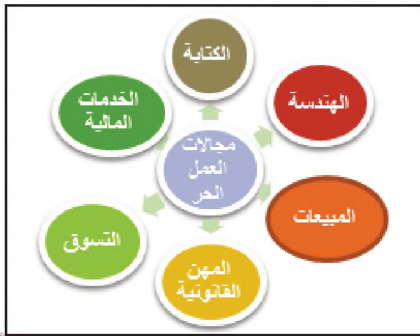 الكتابة
الهندسة
المبيعات
المهن
القانونية
التسوق
الخدمات
المالية
مجالات
العمل
الحر